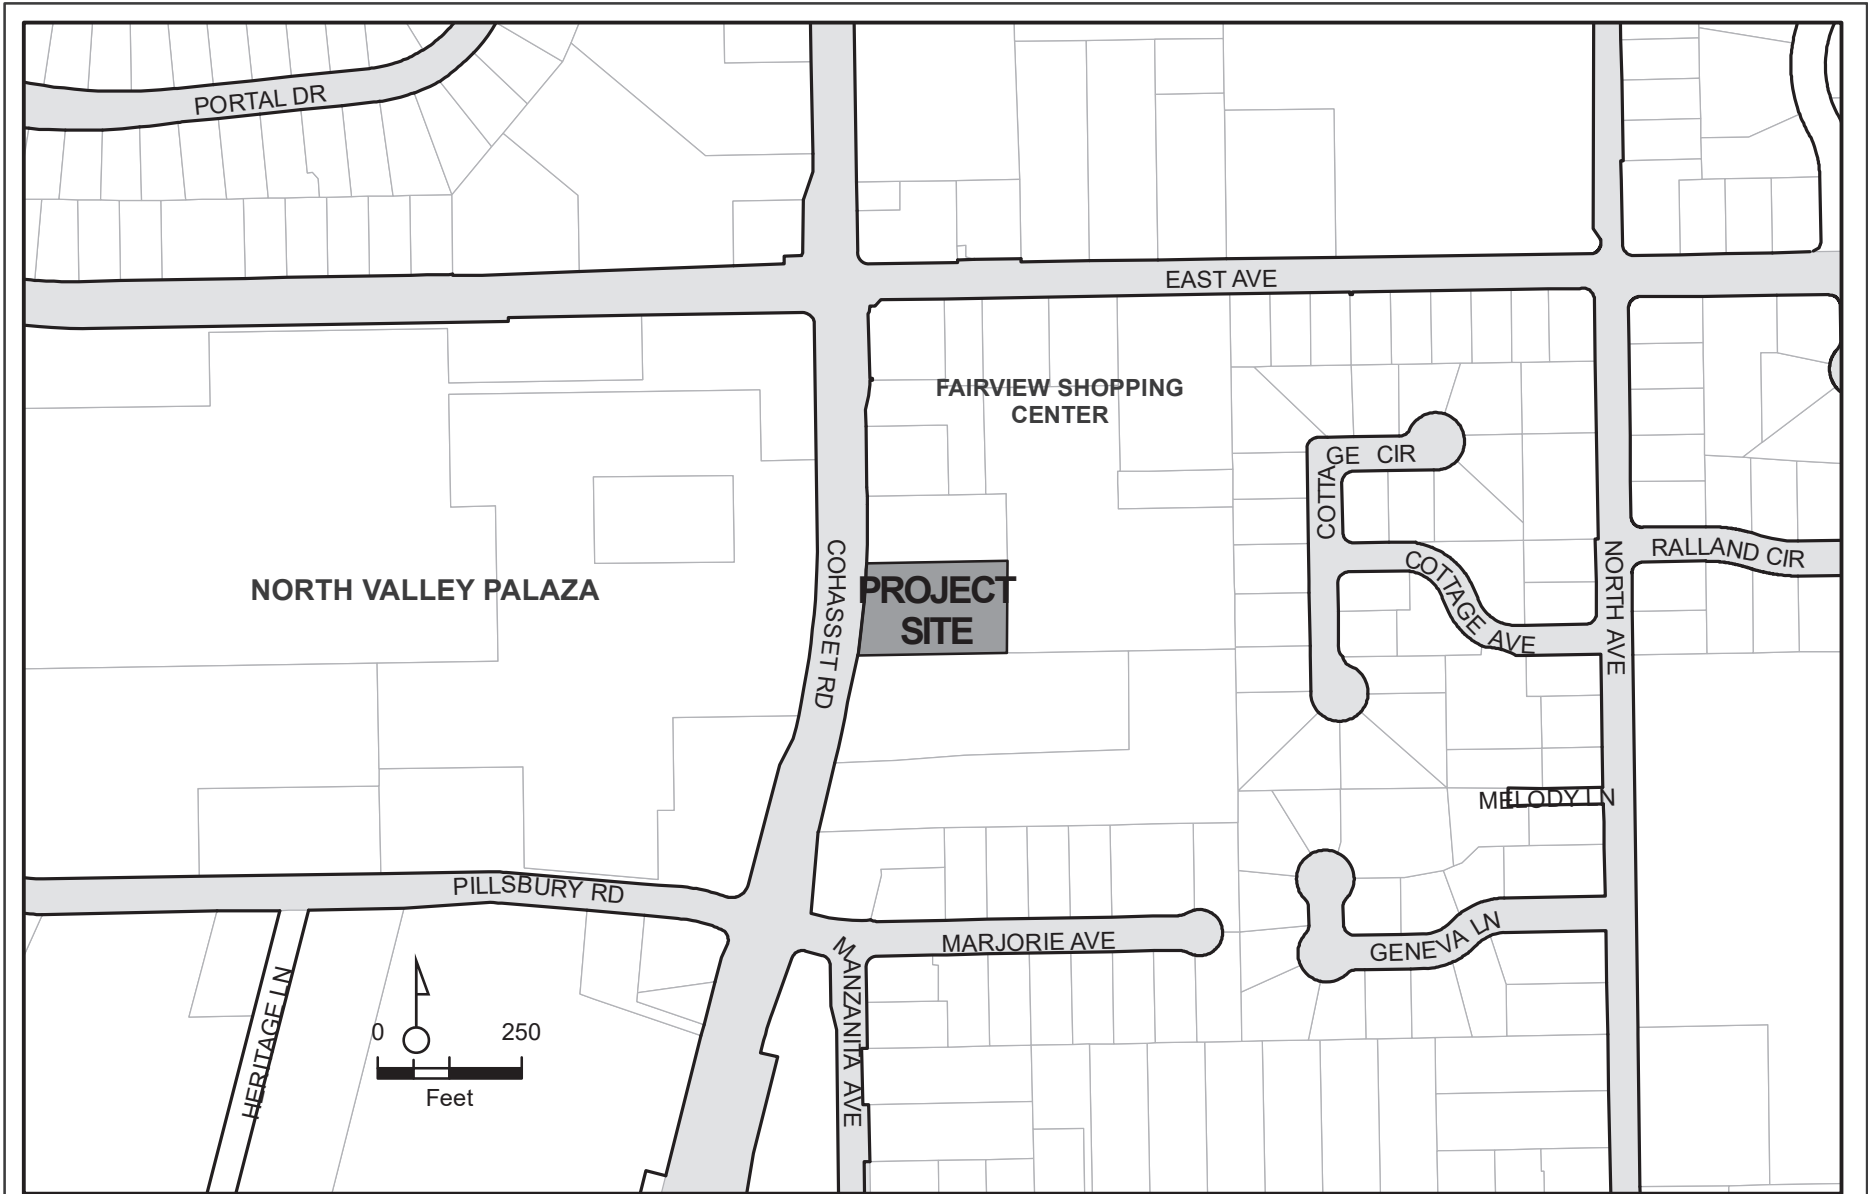 PORTAL DR
EAST AVE
FAIRVIEW SHOPPING
CENTER
COTTAGE CIR
COHASSET RD
PROJECT
SITE
NORTH VALLEY PALAZA
COTTAGE AVE
NORTH AVE
RALLAND CIR
MELODY LN
PILLSBURY RD
MARJORIE AVE
GENEVA LN
MANZANITA AVE
HERITAGE LN
0 250
Feet